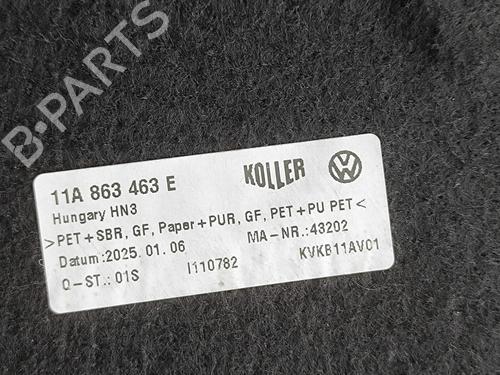 B-PARTS
11A 863 463 E KOLLER
Hungary HN3
>PET+SBR, GF, Paper+PUR, GF, PET+PU PET<
Datum:2025.01.06 MA-NR.:43202
Q-ST.: 01S I110782 KVKB11AV01